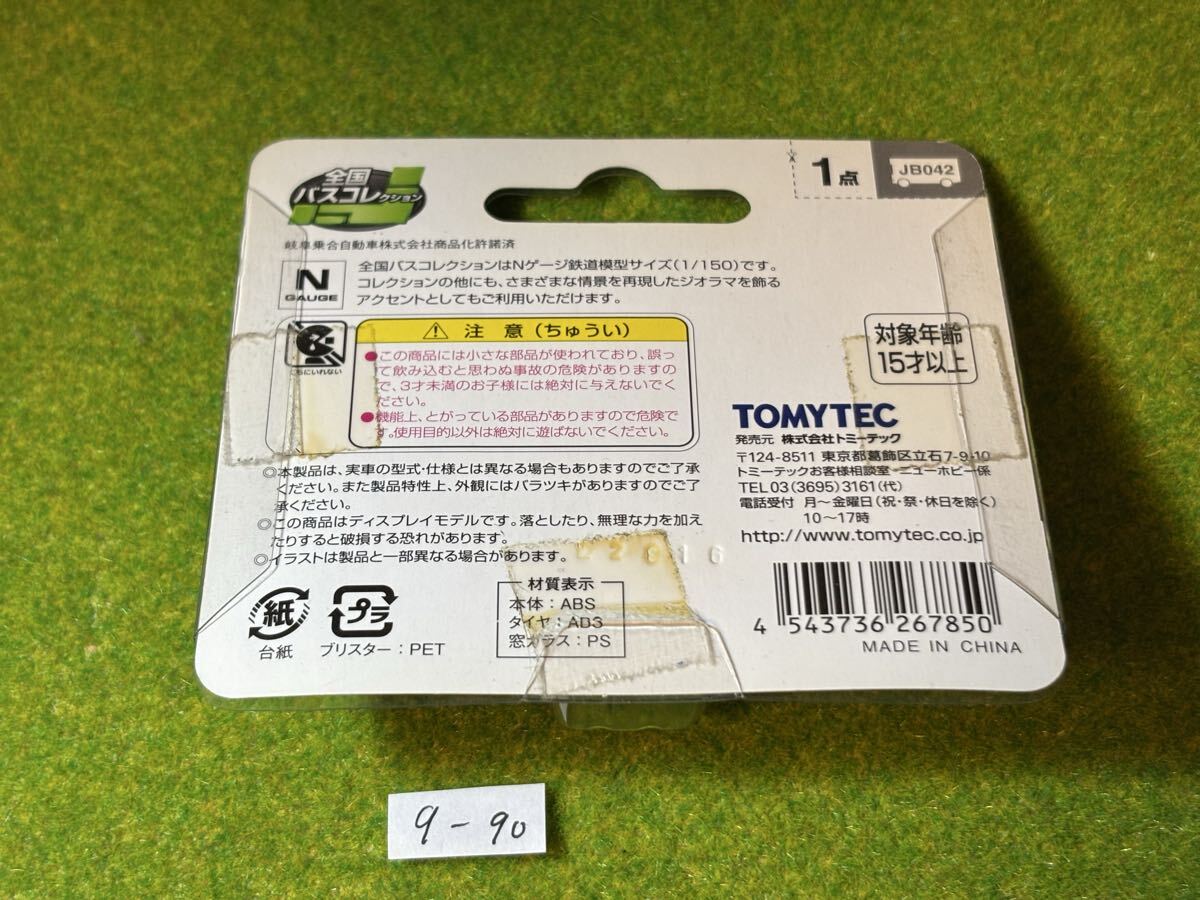 全国
バスコレクション
1点
JB042
岐阜乗合自動車株式会社商品化許諾済
N
GAUGE
全国バスコレクションはNゲージ鉄道模型サイズ(1/150)です。
コレクションの他にも、さまざまな情景を再現したジオラマを飾る
アクセントとしてもご利用いただけます。
くちにいれない
注 意(ちゅうい)
●この商品には小さな部品が使われており、誤っ
て飲み込むと思わぬ事故の危険がありますの
で、3才未満のお子様には絶対に与えないでく
ださい。
●機能上、とがっている部品がありますので危険で
す。使用目的以外は絶対に遊ばないでください。
対象年齢
15才以上
◎本製品は、実車の型式・仕様とは異なる場合もありますのでご了承
ください。また製品特性上、外観にはバラツキがありますのでご了
承ください。
◎この商品はディスプレイモデルです。落としたり、無理な力を加え
たりすると破損する恐れがあります。
◎イラストは製品と一部異なる場合があります。
TOMYTEC
発売元 株式会社トミーテック
〒124-8511 東京都葛飾区立石7-9-10
トミーテックお客様相談室・ニューホビー係
TEL 03(3695)3161(代)
電話受付 月〜金曜日(祝・祭・休日を除く)
10〜17時
http://www.tomytec.co.jp
紙
台紙
プラ
ブリスター:PET
材質表示
本体:ABS
タイヤ:AD3
窓ガラス:PS
4 543736 267850
MADE IN CHINA
9-90